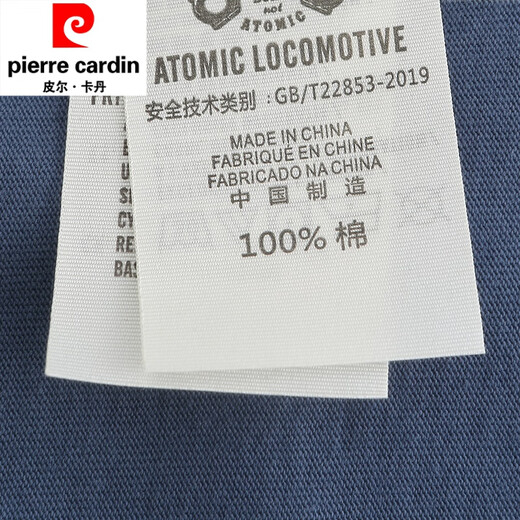 pierre cardin
皮尔·卡丹
ATOMIC
ATOMIC LOCOMOTIVE
安全技术类别：GB/T22853-2019
MADE IN CHINA
FABRIQUÉ EN CHINE
FABRICADO NA CHINA
中国制造
100% 棉
BAS